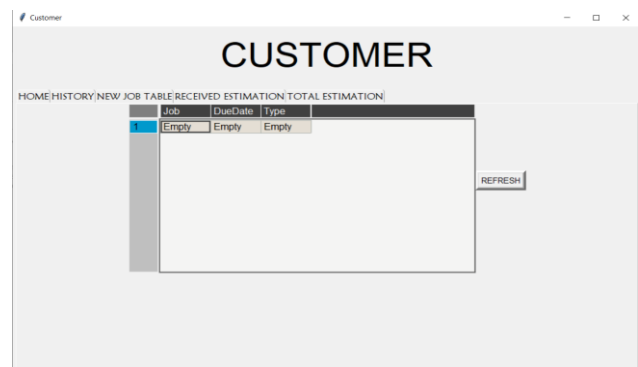 Customer
CUSTOMER
HOME HISTORY NEW JOB TABLE RECEIVED ESTIMATION TOTAL ESTIMATION
Job DueDate Type
1 Empty Empty Empty
REFRESH